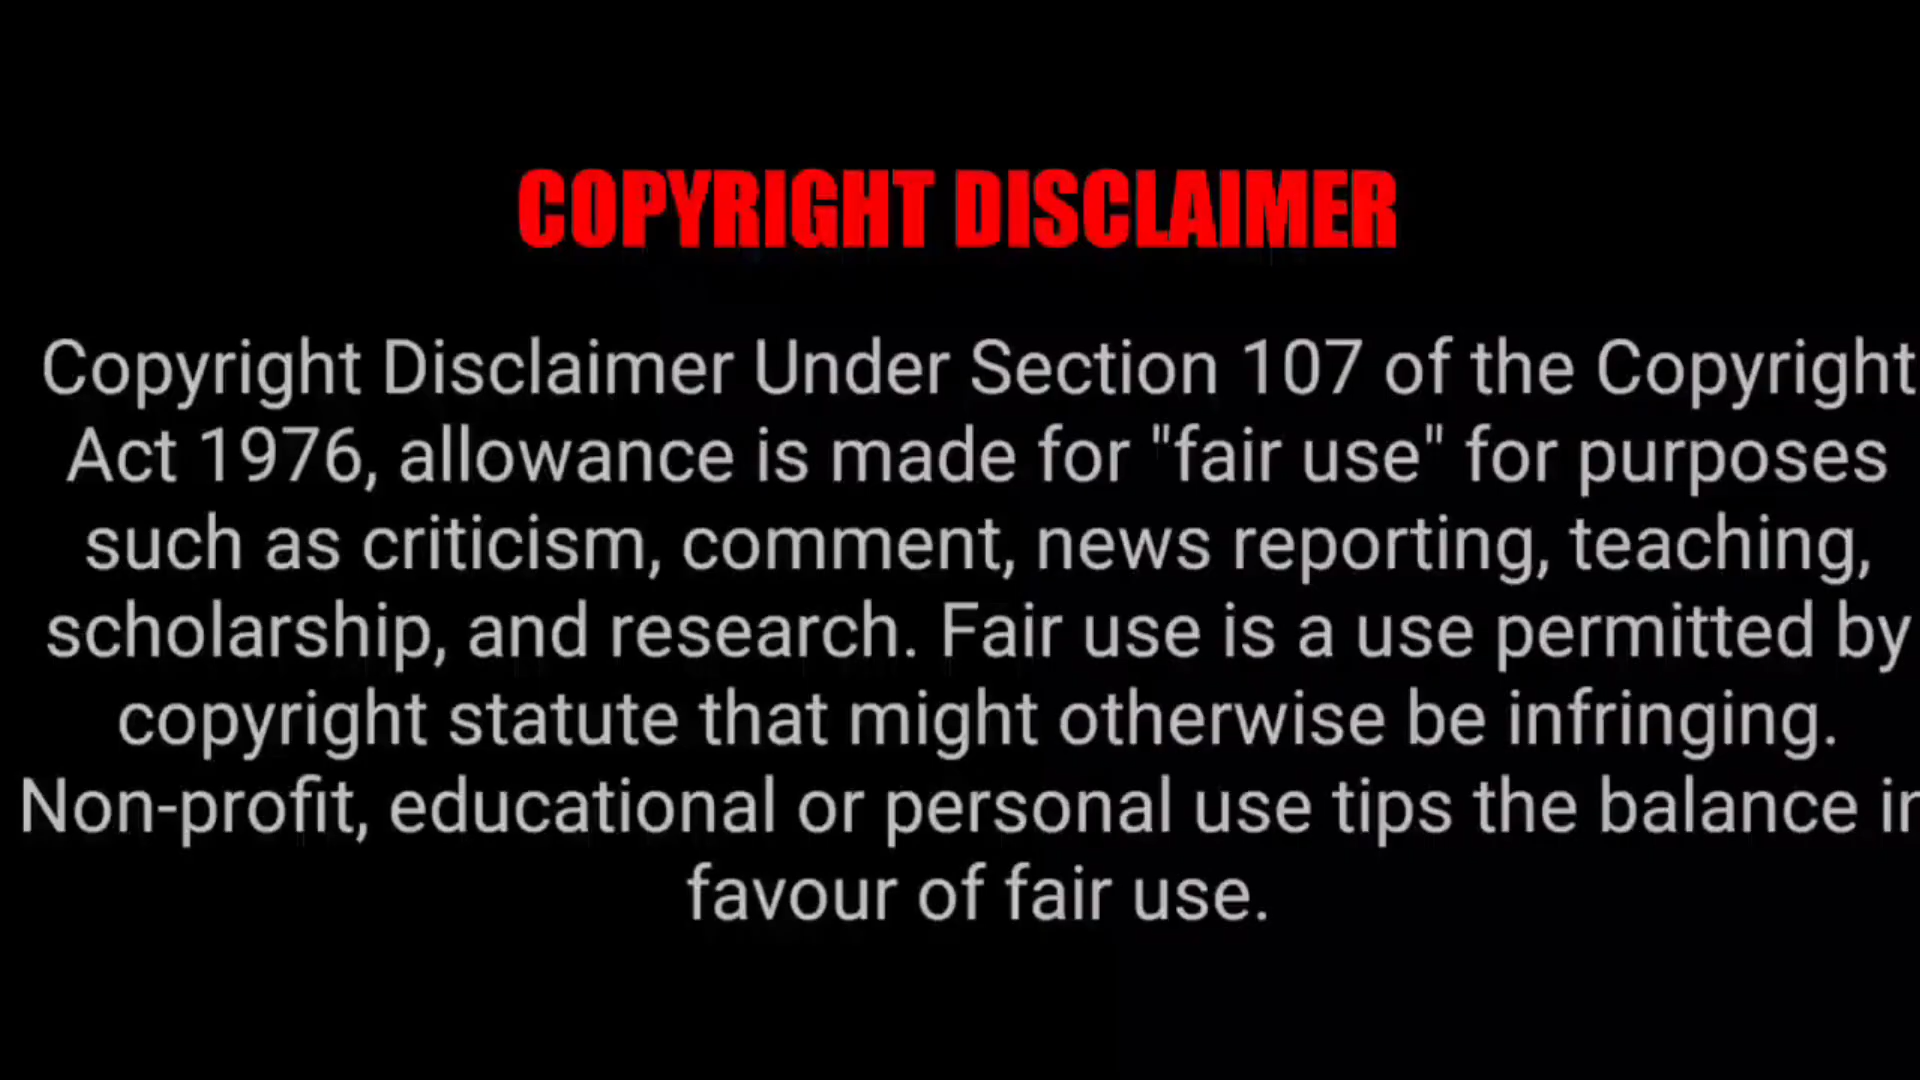 COPYRIGHT DISCLAIMER
Copyright Disclaimer Under Section 107 of the Copyright
Act 1976, allowance is made for "fair use" for purposes
such as criticism, comment, news reporting, teaching,
scholarship, and research. Fair use is a use permitted by
copyright statute that might otherwise be infringing.
Non-profit, educational or personal use tips the balance in
favour of fair use.